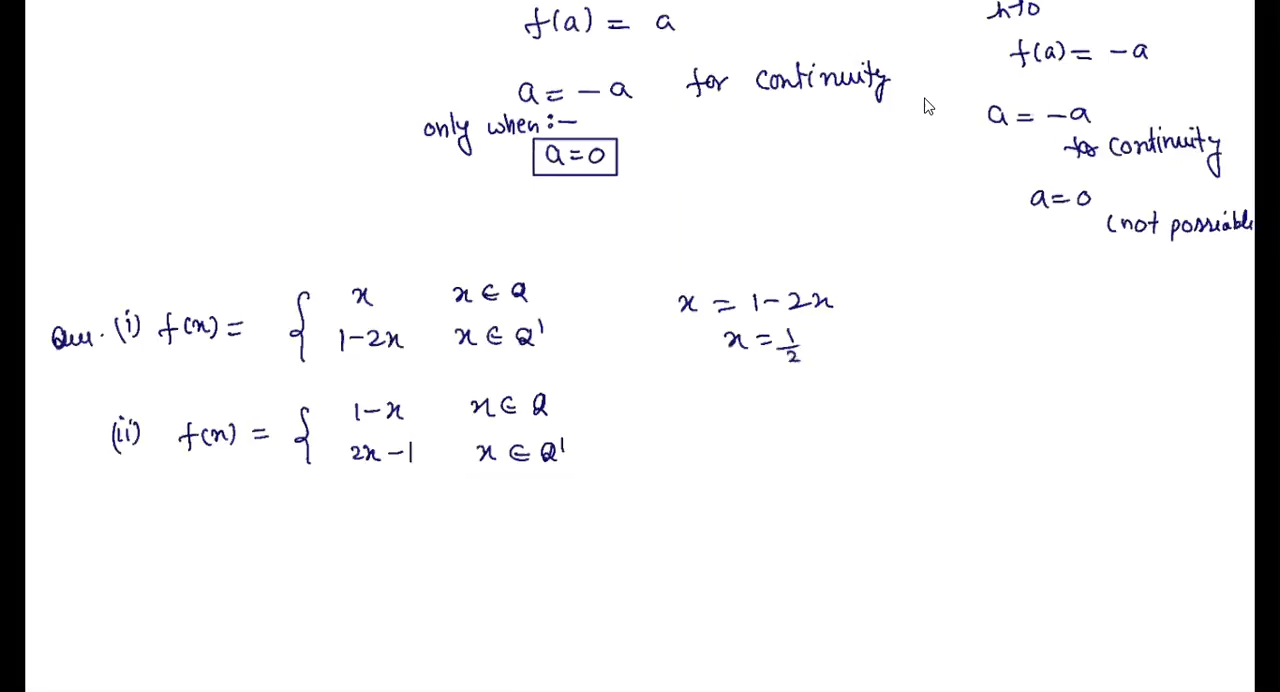 f(a) = a
a = -a for continuity
only when :-
a = 0
h→0
f(a) = -a
a = -a
for continuity
a = 0
(not possiable
Que. (i) f(x) = { x x ∈ Q
1-2x x ∈ Q'
x = 1-2x
x = 1/2
(ii) f(x) = { 1-x x ∈ Q
2x-1 x ∈ Q'